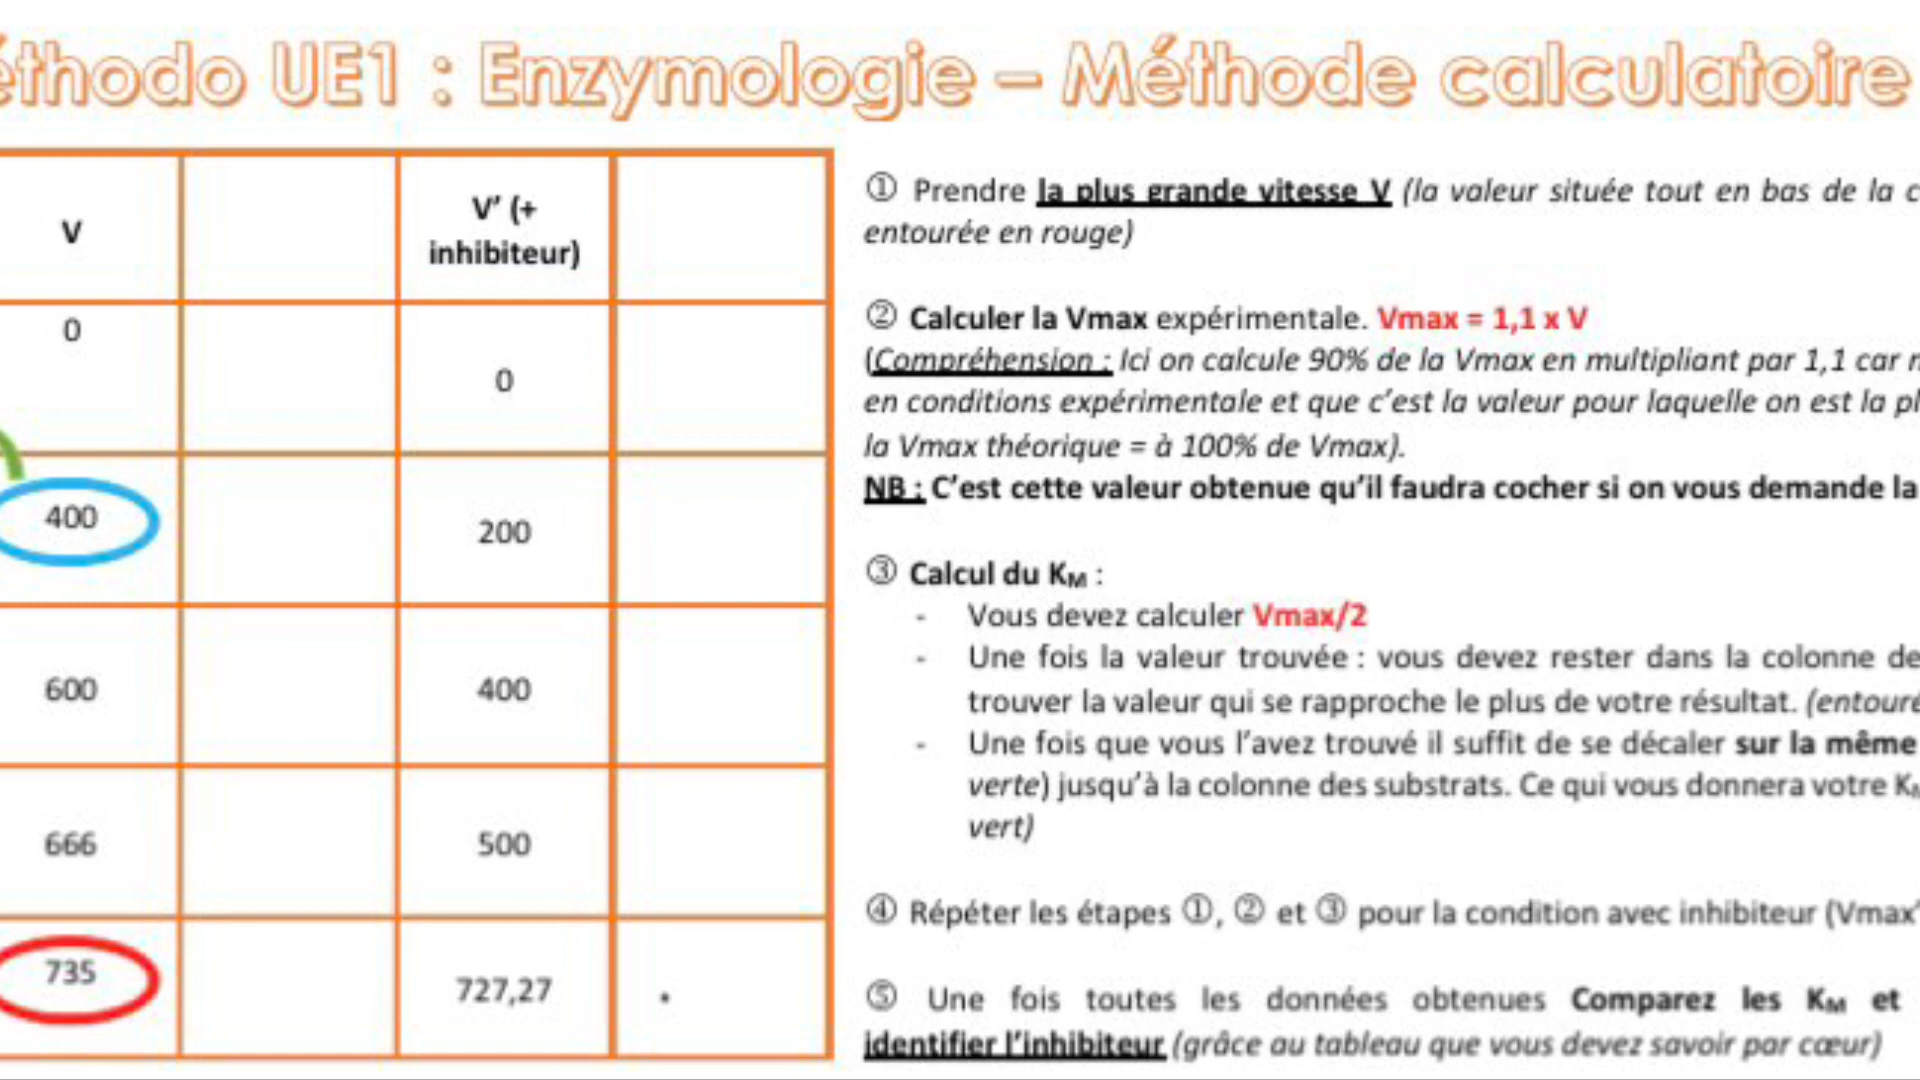 éthodo UE1 : Enzymologie – Méthode calculatoire
V
V' (+
inhibiteur)
0
0
400
200
600
400
666
500
735
727,27
① Prendre la plus grande vitesse V (la valeur située tout en bas de la c
entourée en rouge)
② Calculer la Vmax expérimentale. Vmax = 1,1 x V
(Compréhension : Ici on calcule 90% de la Vmax en multipliant par 1,1 car n
en conditions expérimentale et que c'est la valeur pour laquelle on est la pl
la Vmax théorique = à 100% de Vmax).
NB : C'est cette valeur obtenue qu'il faudra cocher si on vous demande la
③ Calcul du KM :
- Vous devez calculer Vmax/2
- Une fois la valeur trouvée : vous devez rester dans la colonne de
trouver la valeur qui se rapproche le plus de votre résultat. (entouré
- Une fois que vous l'avez trouvé il suffit de se décaler sur la même
verte) jusqu'à la colonne des substrats. Ce qui vous donnera votre KM
vert)
④ Répéter les étapes ①, ② et ③ pour la condition avec inhibiteur (Vmax'
⑤ Une fois toutes les données obtenues Comparez les KM et
identifier l'inhibiteur (grâce au tableau que vous devez savoir par cœur)